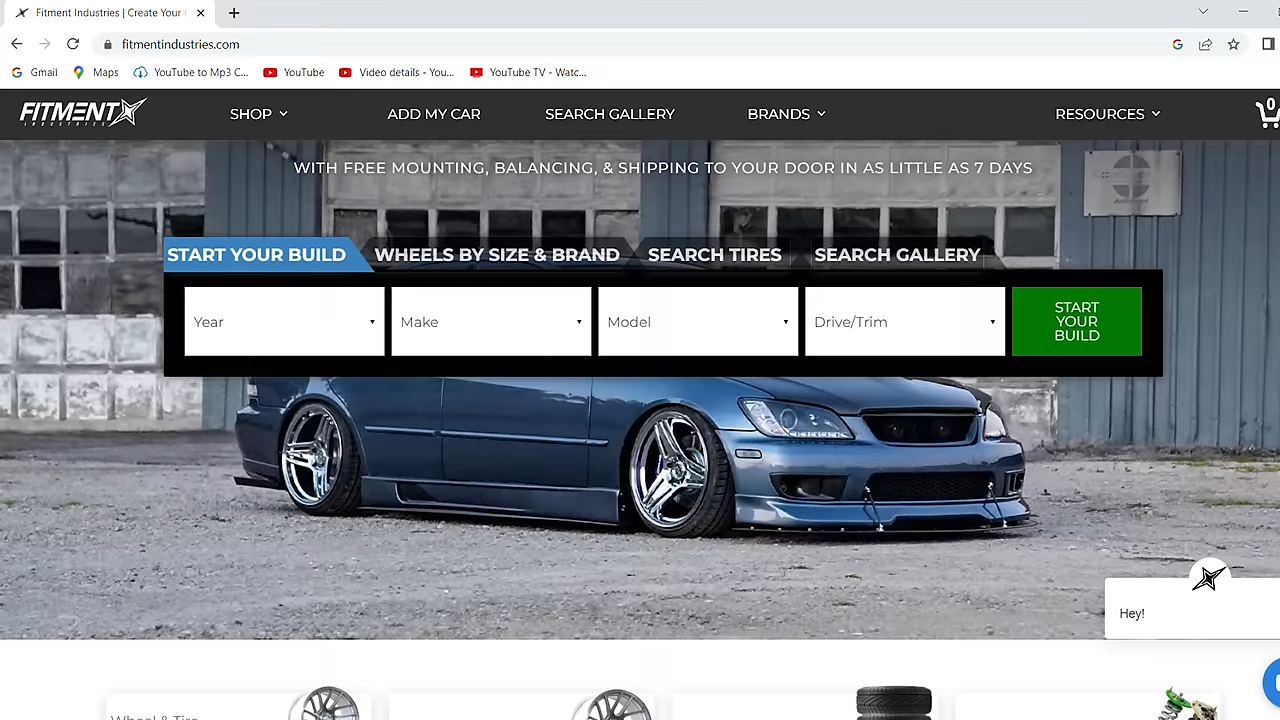 Fitment Industries | Create Your
fitmentindustries.com
Gmail
Maps
YouTube to Mp3 C...
YouTube
Video details - You...
YouTube TV - Watc...
FITMENT
INDUSTRIES
SHOP
ADD MY CAR
SEARCH GALLERY
BRANDS
RESOURCES
0
WITH FREE MOUNTING, BALANCING, & SHIPPING TO YOUR DOOR IN AS LITTLE AS 7 DAYS
START YOUR BUILD
WHEELS BY SIZE & BRAND
SEARCH TIRES
SEARCH GALLERY
Year
Make
Model
Drive/Trim
START
YOUR
BUILD
Hey!
Wheel & Tire